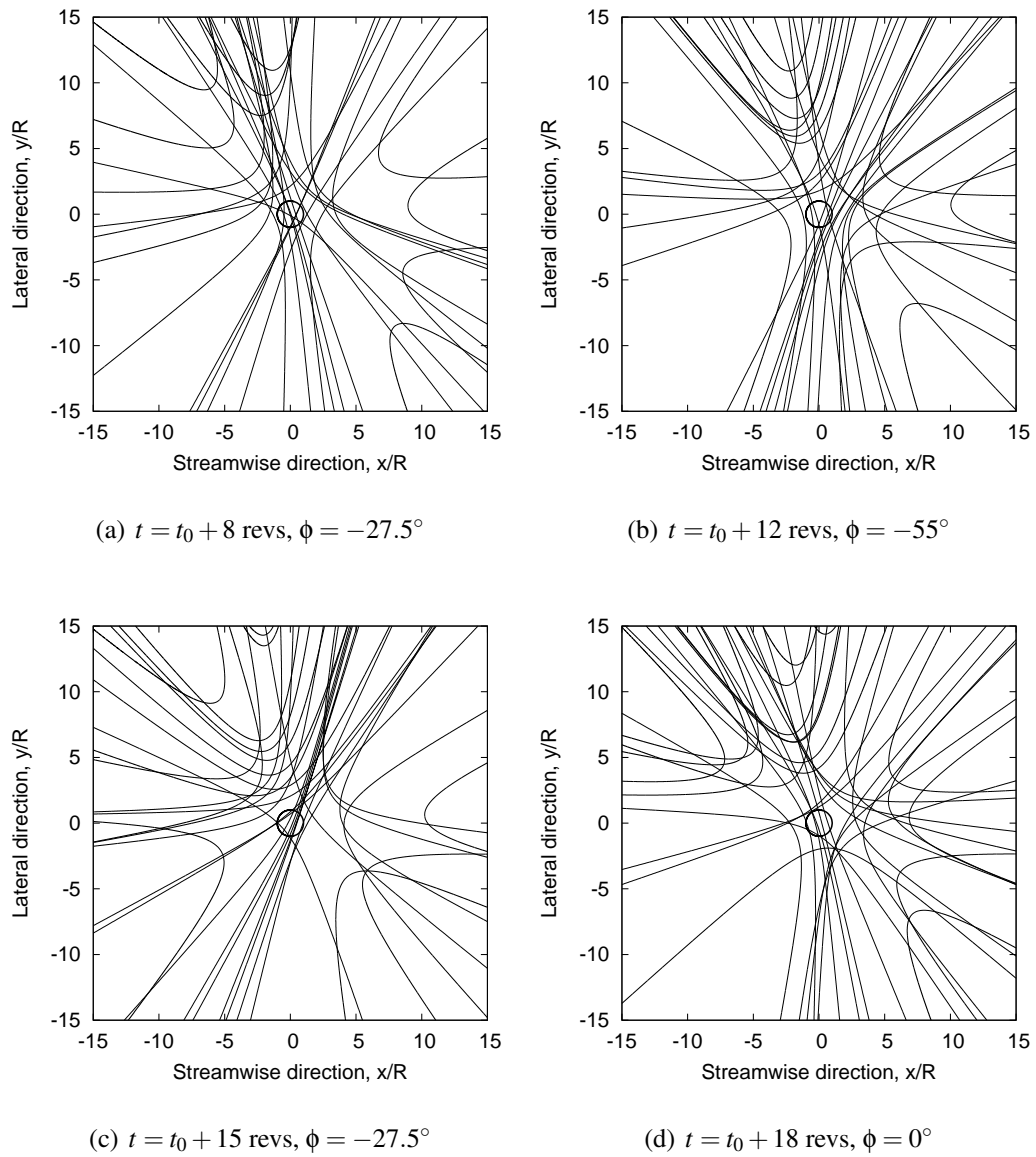 15
10
5
0
-5
-10
-15
-15 -10 -5 0 5 10 15
Lateral direction, y/R
Streamwise direction, x/R
(a) t = t₀ + 8 revs, ϕ = −27.5°
15
10
5
0
-5
-10
-15
-15 -10 -5 0 5 10 15
Lateral direction, y/R
Streamwise direction, x/R
(b) t = t₀ + 12 revs, ϕ = −55°
15
10
5
0
-5
-10
-15
-15 -10 -5 0 5 10 15
Lateral direction, y/R
Streamwise direction, x/R
(c) t = t₀ + 15 revs, ϕ = −27.5°
15
10
5
0
-5
-10
-15
-15 -10 -5 0 5 10 15
Lateral direction, y/R
Streamwise direction, x/R
(d) t = t₀ + 18 revs, ϕ = 0°